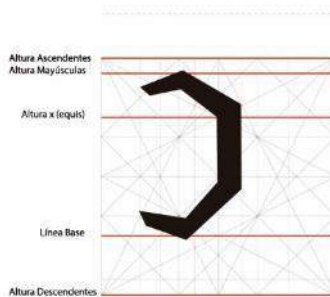 Altura Ascendentes
Altura Mayúsculas
Altura x (equis)
Línea Base
Altura Descendentes